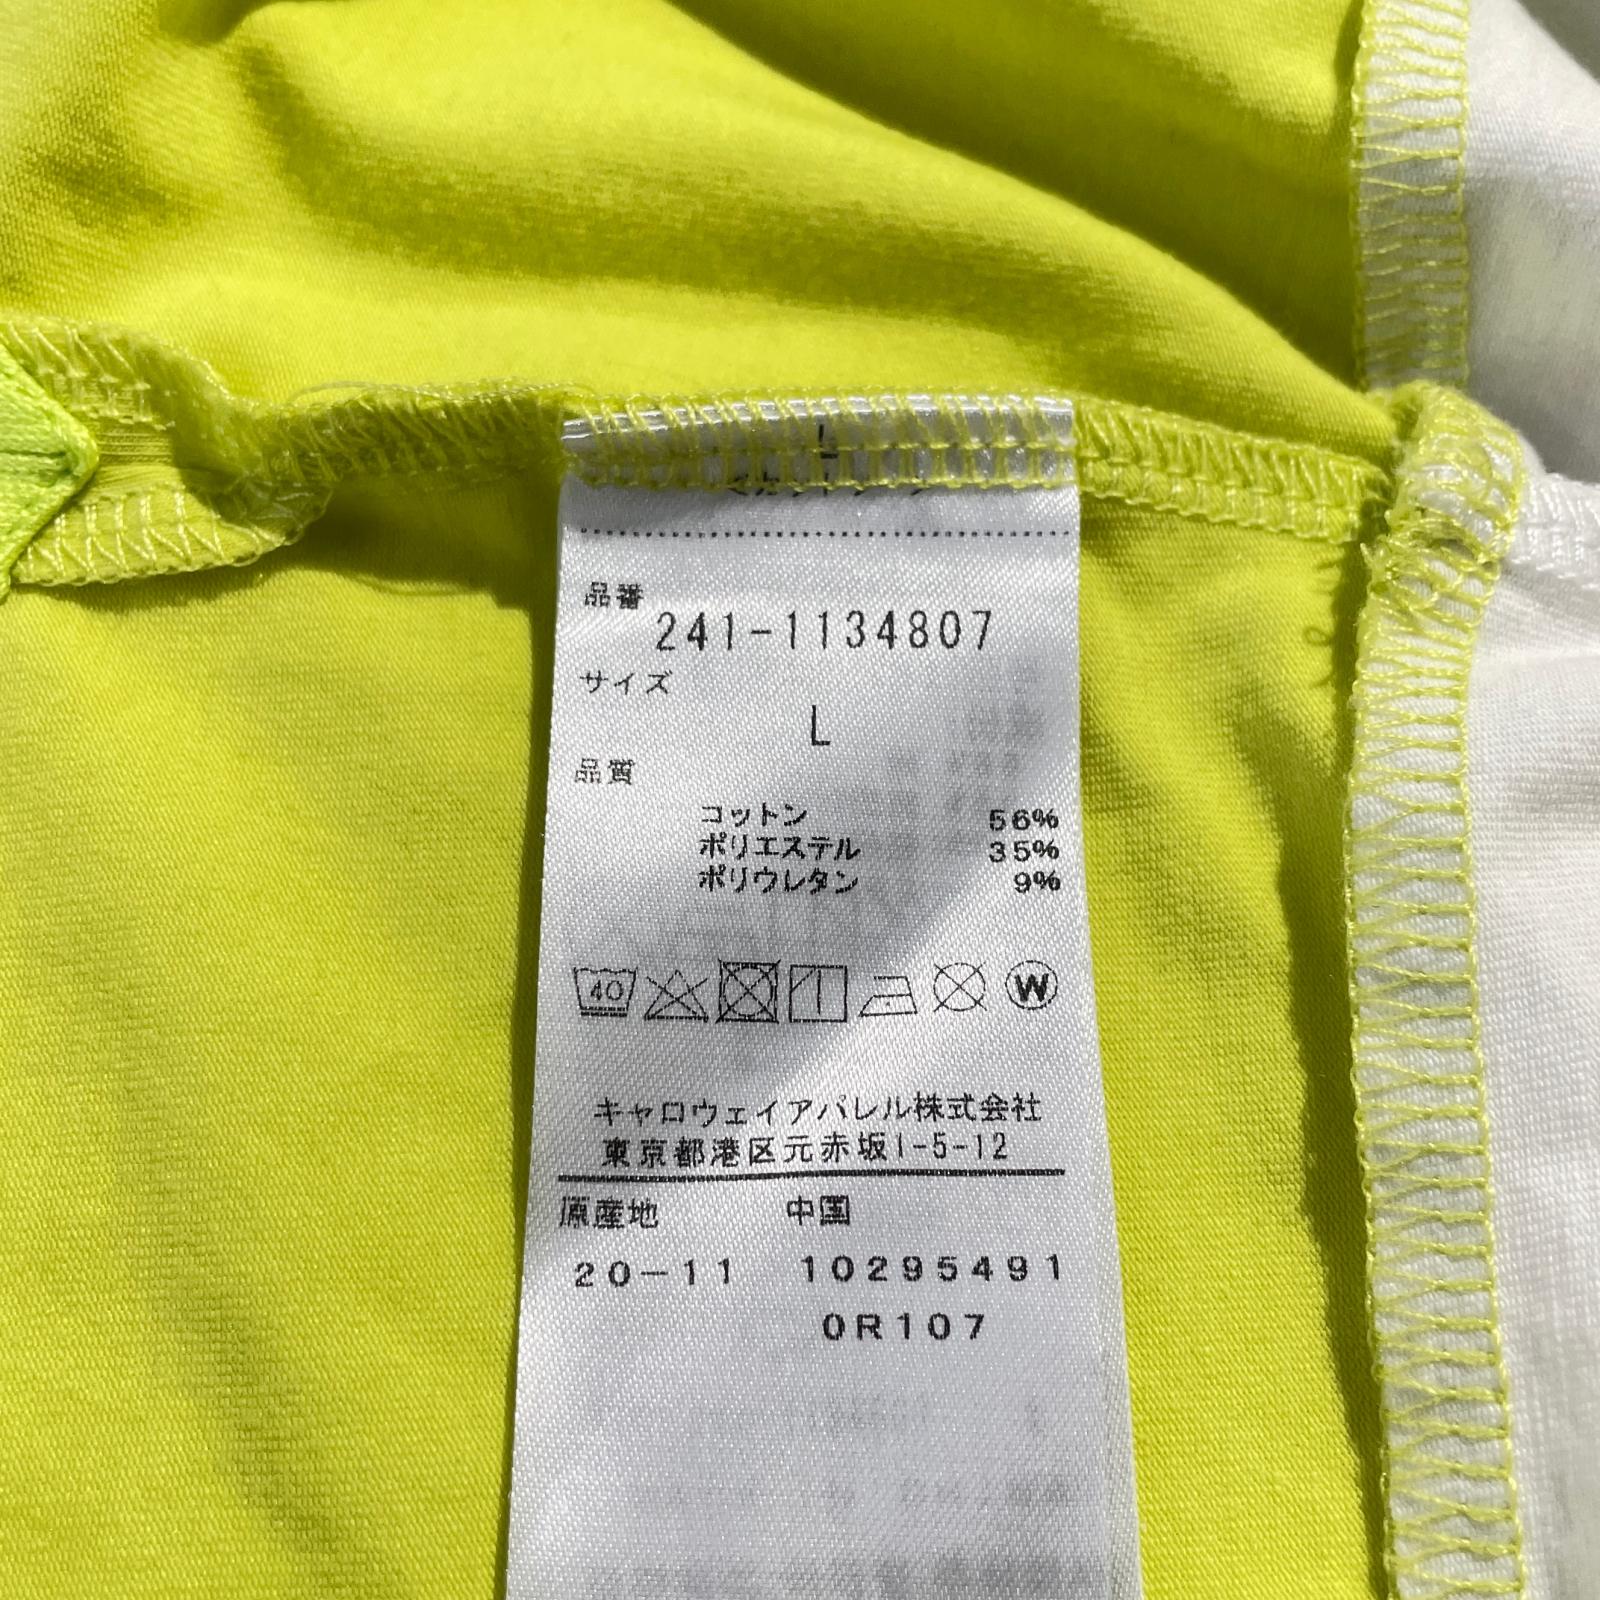 品番
241-1134807
サイズ
L
品質
コットン 56%
ポリエステル 35%
ポリウレタン 9%
40 W
キャロウェイアパレル株式会社
東京都港区元赤坂1-5-12
原産地 中国
20-11 10295491
0R107